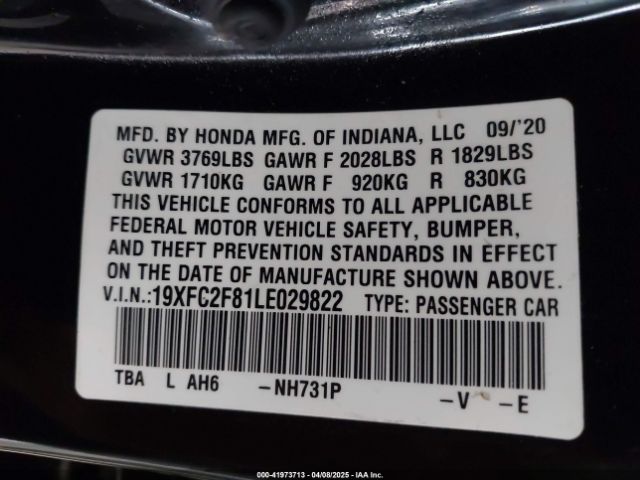 MFD. BY HONDA MFG. OF INDIANA, LLC 09/'20
GVWR 3769LBS GAWR F 2028LBS R 1829LBS
GVWR 1710KG GAWR F 920KG R 830KG
THIS VEHICLE CONFORMS TO ALL APPLICABLE
FEDERAL MOTOR VEHICLE SAFETY, BUMPER,
AND THEFT PREVENTION STANDARDS IN EFFECT
ON THE DATE OF MANUFACTURE SHOWN ABOVE.
V.I.N.:19XFC2F81LE029822 TYPE: PASSENGER CAR
TBA L AH6 -NH731P -V -E
000-41973713 - 04/08/2025 - IAA Inc.